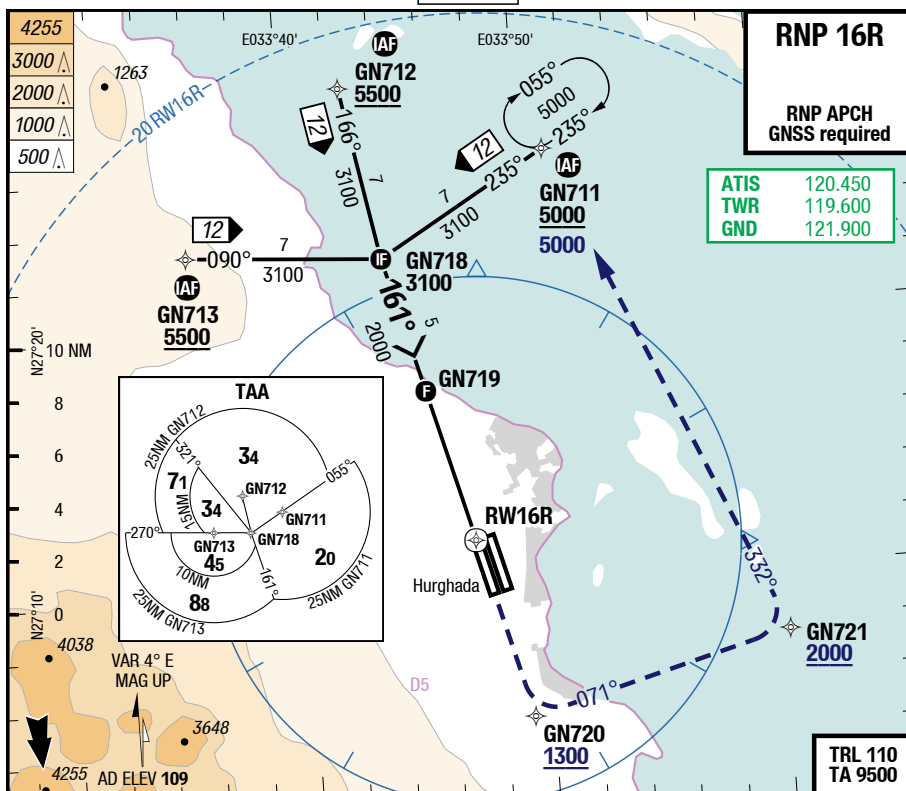 4255
3000
2000
1000
500
1263
20 RW16R
E033°40'
E033°50'
IAF
GN712
5500
12
166°
7
3100
055°
5000
235°
12
235°
7
3100
IAF
GN711
5000
5000
RNP 16R
RNP APCH
GNSS required
ATIS 120.450
TWR 119.600
GND 121.900
12
090°
7
3100
IAF
GN713
5500
IF
GN718
3100
161°
5
2000
F
GN719
N27°20'
10 NM
8
6
4
2
0
N27°10'
TAA
25NM GN712
321°
34
71
15NM
34
GN712
055°
GN711
270°
GN713
GN718
45
10NM
161°
20
25NM GN711
88
25NM GN713
RW16R
Hurghada
332°
GN721
2000
071°
GN720
1300
D5
4038
VAR 4° E
MAG UP
3648
4255
AD ELEV 109
TRL 110
TA 9500